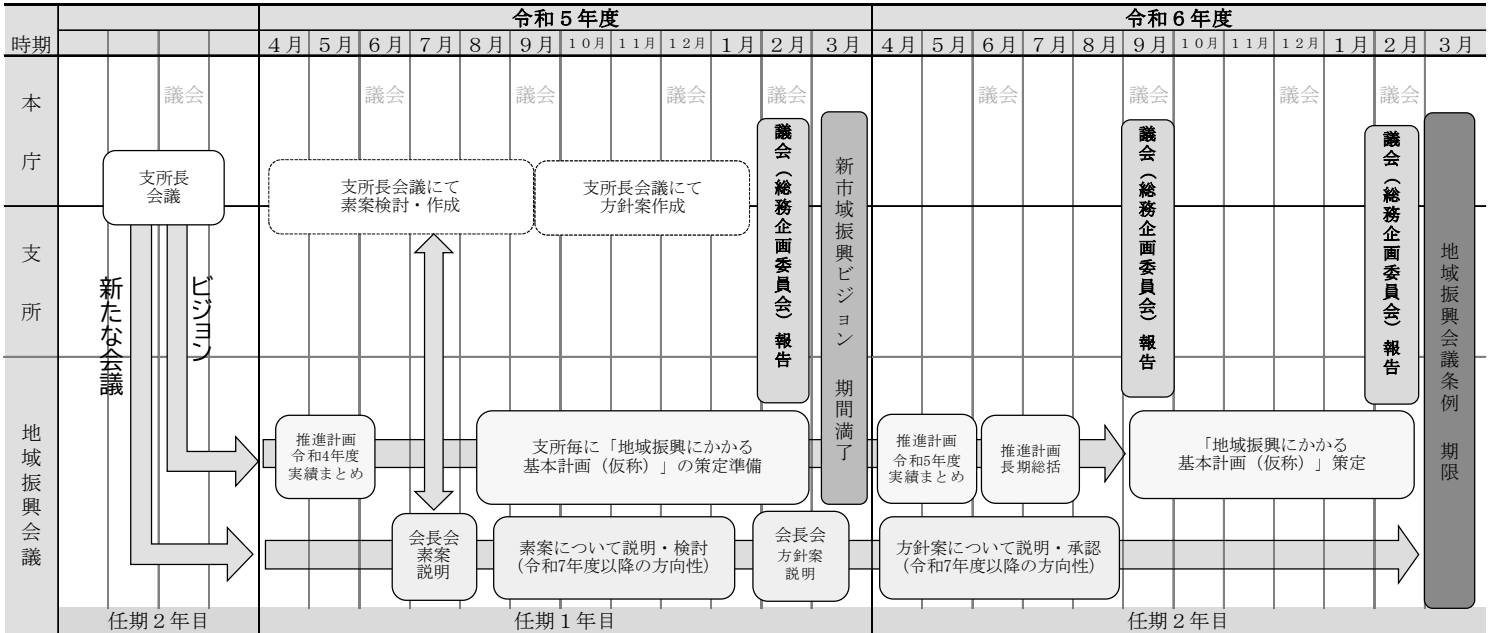 令和５年度
令和６年度
時期
４月
５月
６月
７月
８月
９月
１０月
１１月
１２月
１月
２月
３月
４月
５月
６月
７月
８月
９月
１０月
１１月
１２月
１月
２月
３月
本庁
議会
議会
議会
議会
議会
議会
議会
議会
議会
支所長
会議
支所長会議にて
素案検討・作成
支所長会議にて
方針案作成
議会（総務企画委員会）報告
新市域振興ビジョン 期間満了
議会（総務企画委員会）報告
議会（総務企画委員会）報告
地域振興会議条例 期限
支所
新たな会議
ビジョン
地域振興会議
推進計画
令和4年度
実績まとめ
支所毎に「地域振興にかかる
基本計画（仮称）」の策定準備
推進計画
令和5年度
実績まとめ
推進計画
長期総括
「地域振興にかかる
基本計画（仮称）」策定
会長会
素案
説明
素案について説明・検討
(令和7年度以降の方向性)
会長会
方針案
説明
方針案について説明・承認
(令和7年度以降の方向性)
任期２年目
任期１年目
任期２年目